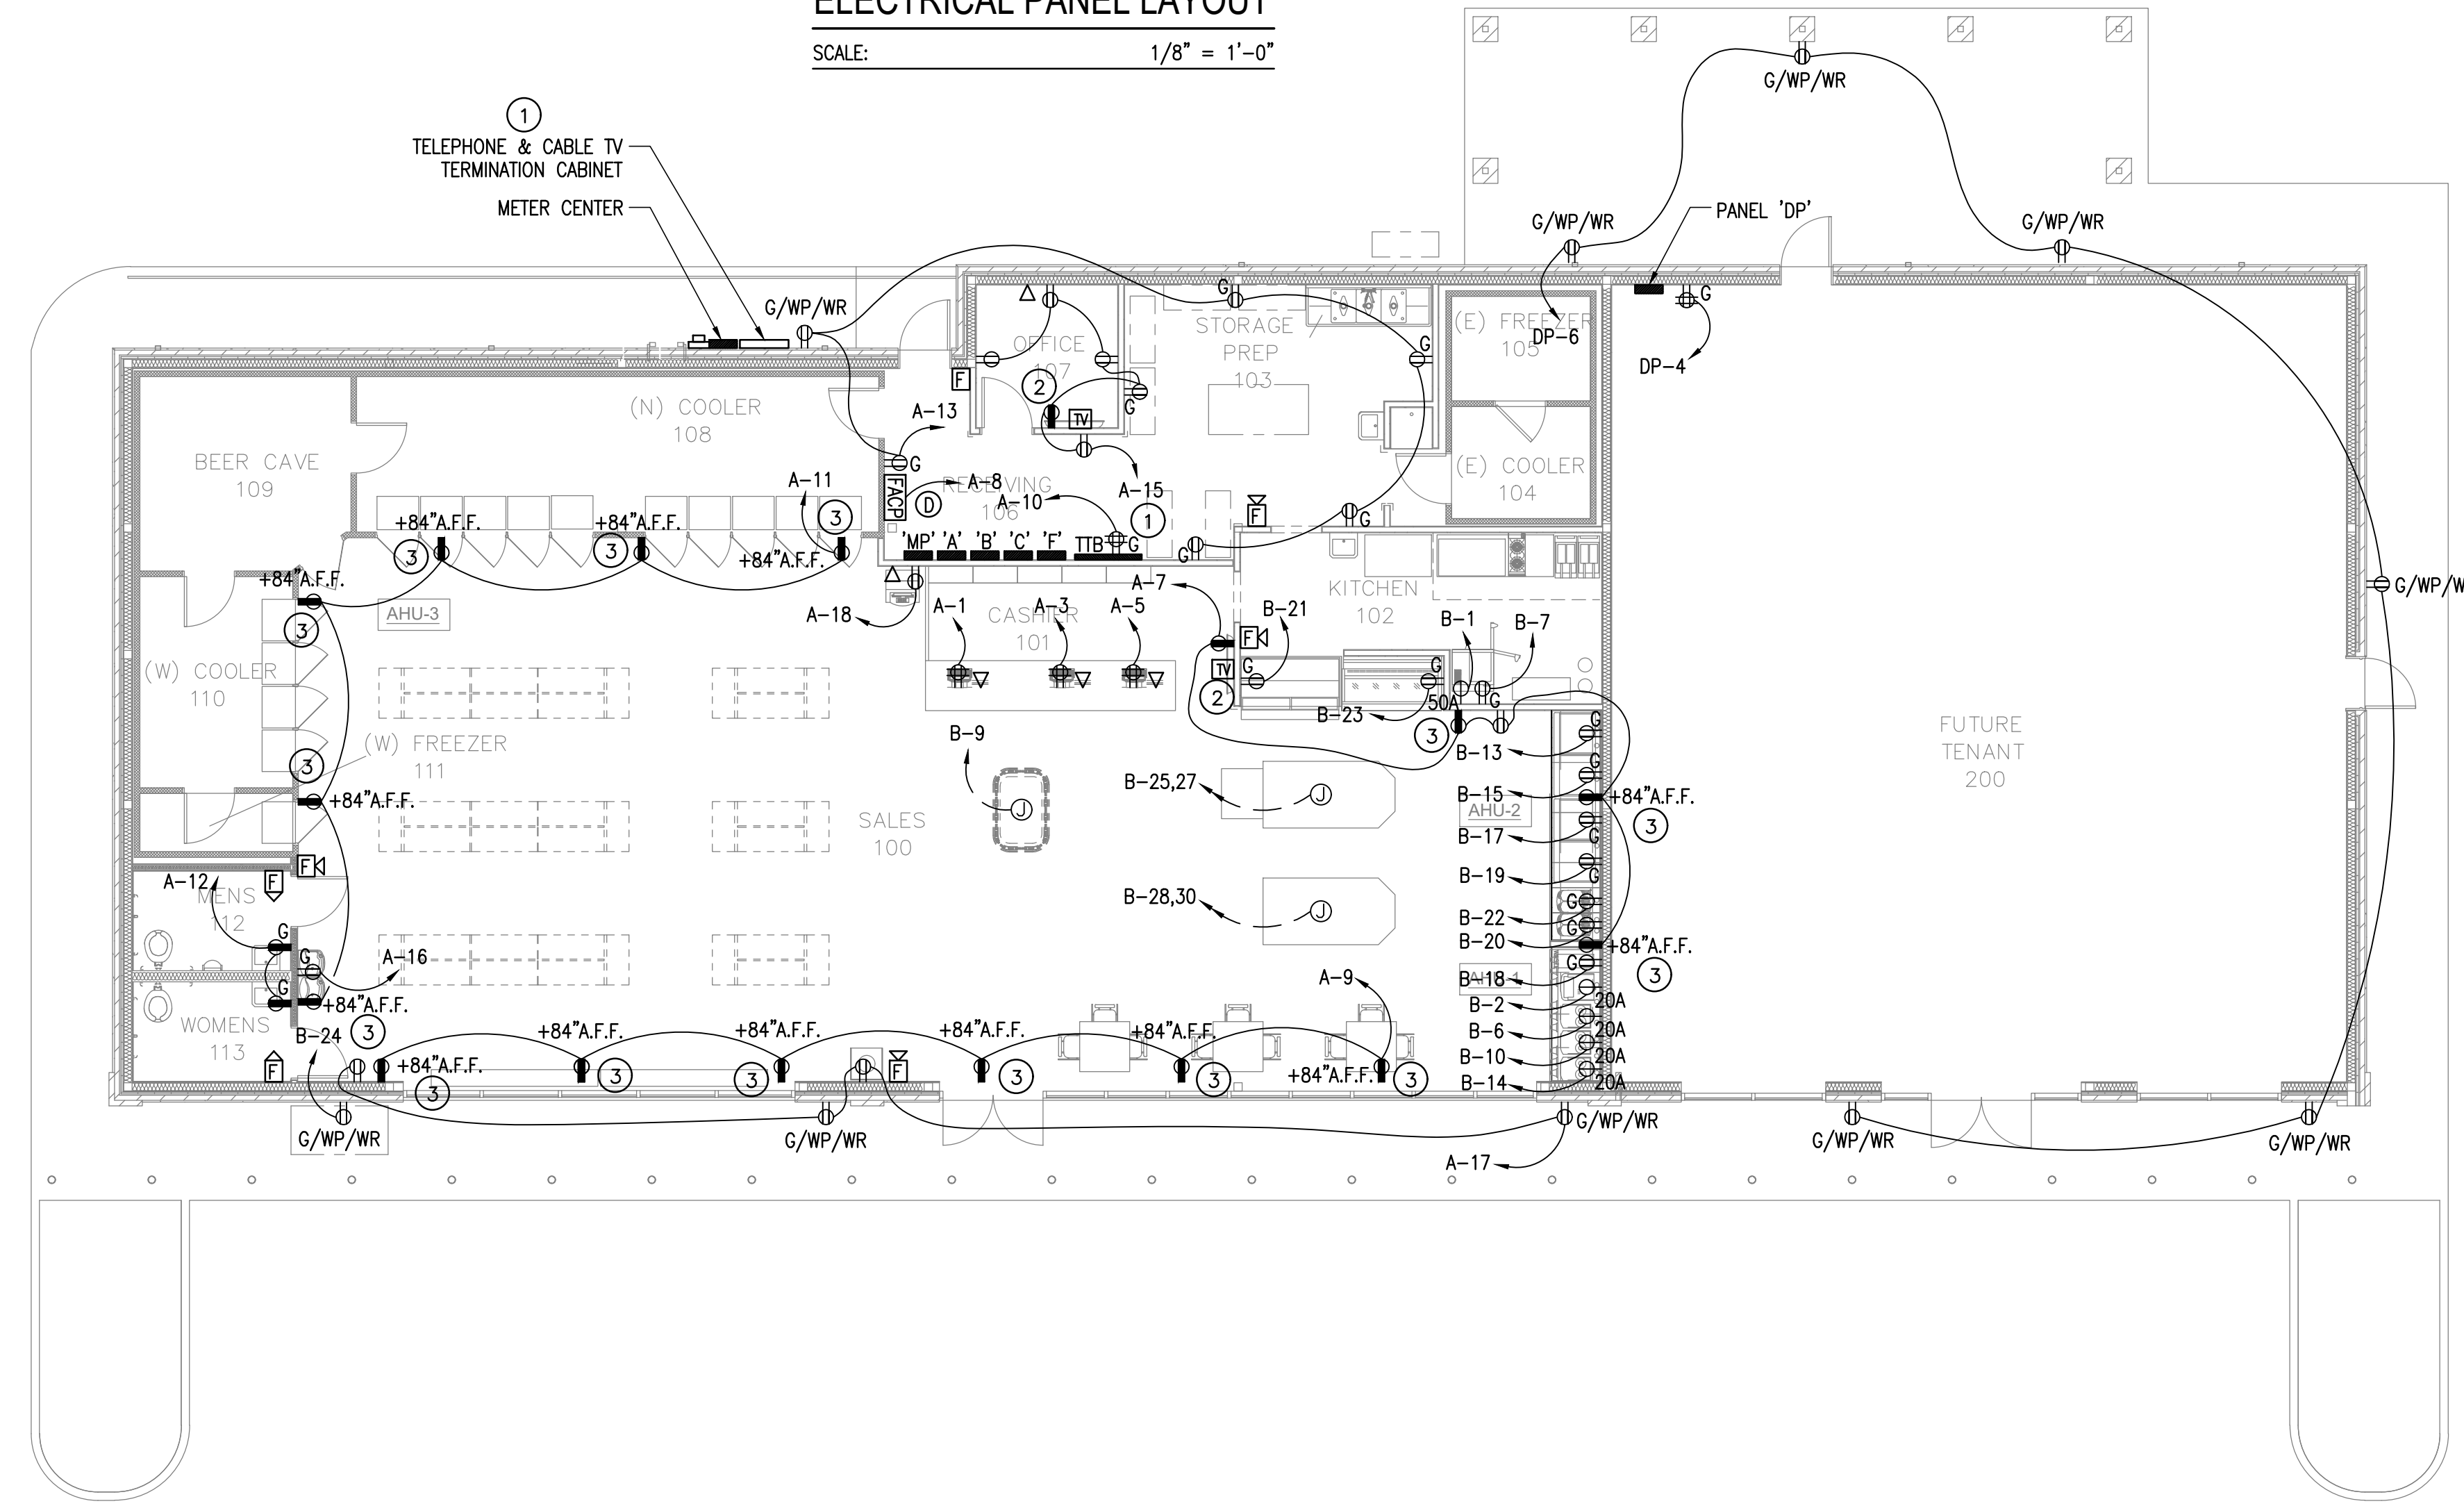 ELECTRICAL PANEL LAYOUT
SCALE: 1/8" = 1'-0"
G/WP/WR
1
TELEPHONE & CABLE TV
TERMINATION CABINET
METER CENTER
PANEL 'DP'
G/WP/WR
G/WP/WR
G/WP/WR
G
G
OFFICE
107
2
STORAGE
PREP
103
G
G
(E) FREEZER
105
DP-6
DP-4
F
TV
(N) COOLER
108
A-13
G
BEER CAVE
109
A-11
FACP
A-8
D
RECEIVING
106
A-10
A-15
1
F
G
(E) COOLER
104
+84"A.F.F.
3
+84"A.F.F.
3
3
+84"A.F.F.
'MP' 'A' 'B' 'C' 'F' TTB G
G
+84"A.F.F.
3
AHU-3
A-18
A-1
A-3
A-5
CASHIER
101
A-7
KITCHEN
102
B-21
B-1
B-7
G/W
F
TV
2
G
G
G
50A
B-23
3
(W) COOLER
110
(W) FREEZER
111
3
+84"A.F.F.
B-9
J
B-25,27
J
B-13
G
B-15
G
AHU-2
+84"A.F.F.
3
B-17
G
B-19
G
SALES
100
FUTURE
TENANT
200
F
A-12
F
MENS
112
B-28,30
J
B-22
G
B-20
G
+84"A.F.F.
3
G
G
A-16
A-9
B-18
G
AHU-1
B-2
20A
B-6
20A
B-10
20A
B-14
20A
G
+84"A.F.F.
3
WOMENS
113
B-24
F
+84"A.F.F.
3
+84"A.F.F.
3
+84"A.F.F.
3
+84"A.F.F.
3
+84"A.F.F.
3
+84"A.F.F.
3
F
G/WP/WR
G/WP/WR
G/WP/WR
G/WP/WR
G/WP/WR
A-17